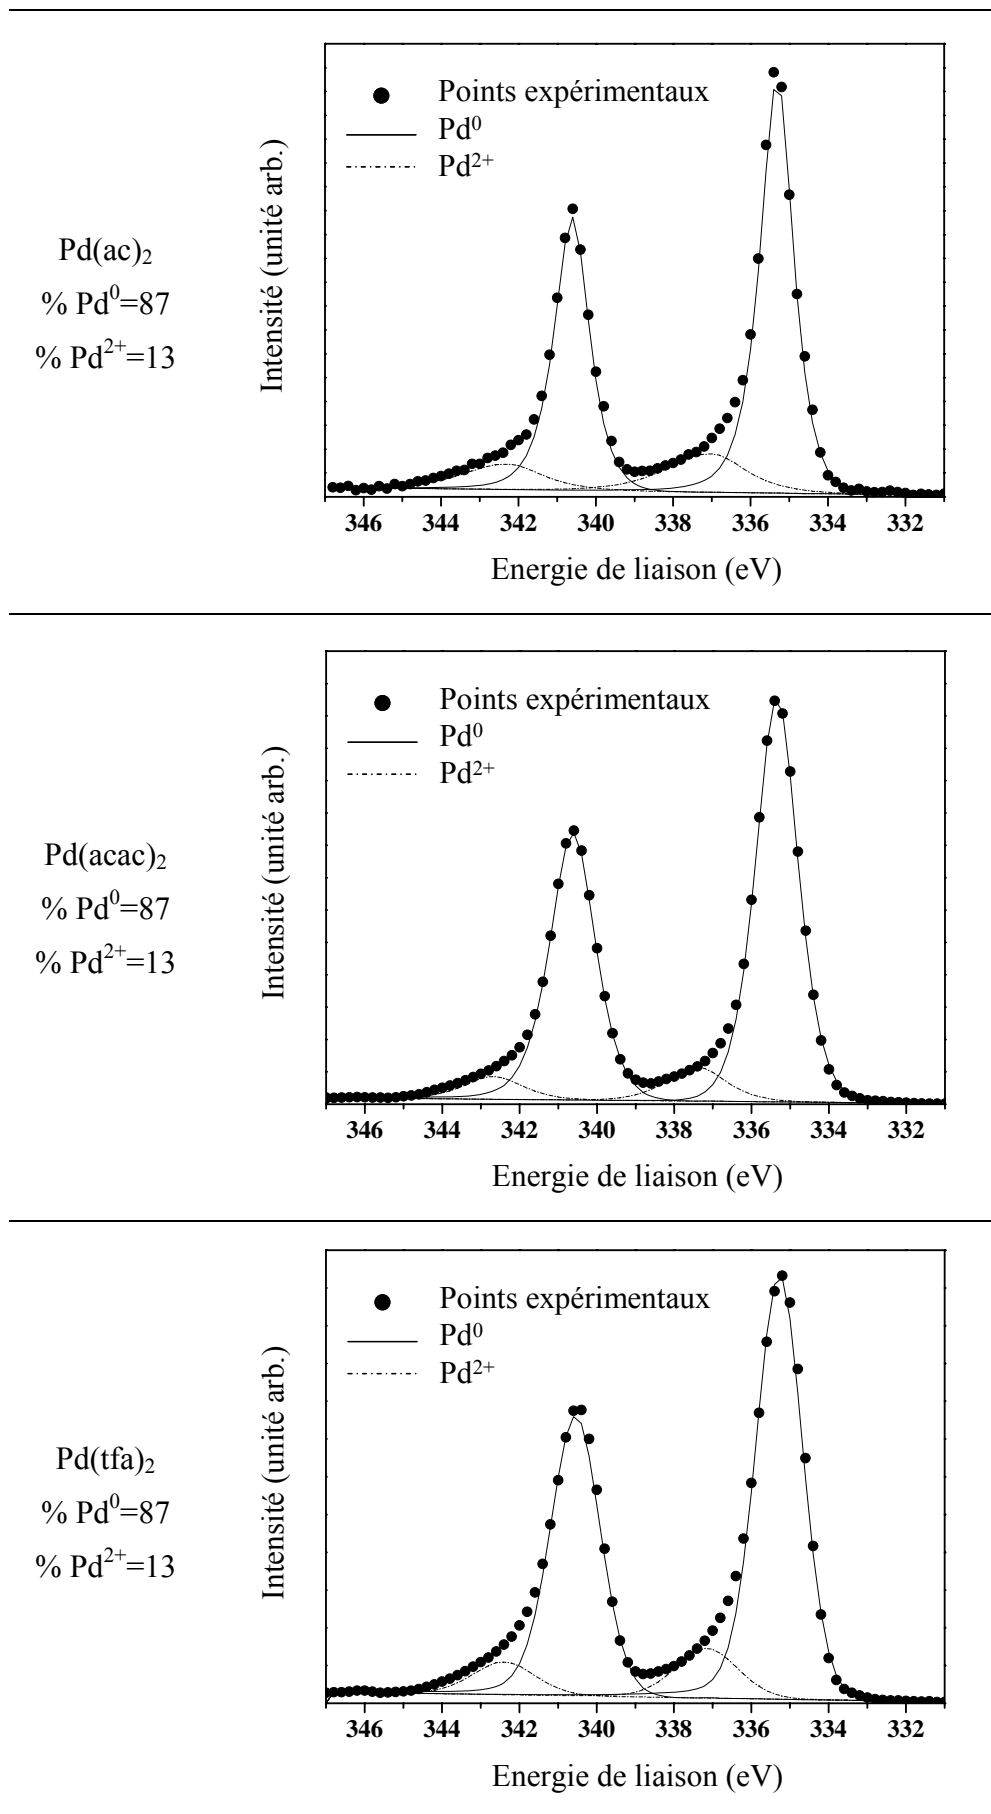 Points expérimentaux
Pd⁰
Pd²⁺
Pd(ac)₂
% Pd⁰=87
% Pd²⁺=13
Intensité (unité arb.)
346 344 342 340 338 336 334 332
Energie de liaison (eV)
Points expérimentaux
Pd⁰
Pd²⁺
Pd(acac)₂
% Pd⁰=87
% Pd²⁺=13
Intensité (unité arb.)
346 344 342 340 338 336 334 332
Energie de liaison (eV)
Points expérimentaux
Pd⁰
Pd²⁺
Pd(tfa)₂
% Pd⁰=87
% Pd²⁺=13
Intensité (unité arb.)
346 344 342 340 338 336 334 332
Energie de liaison (eV)